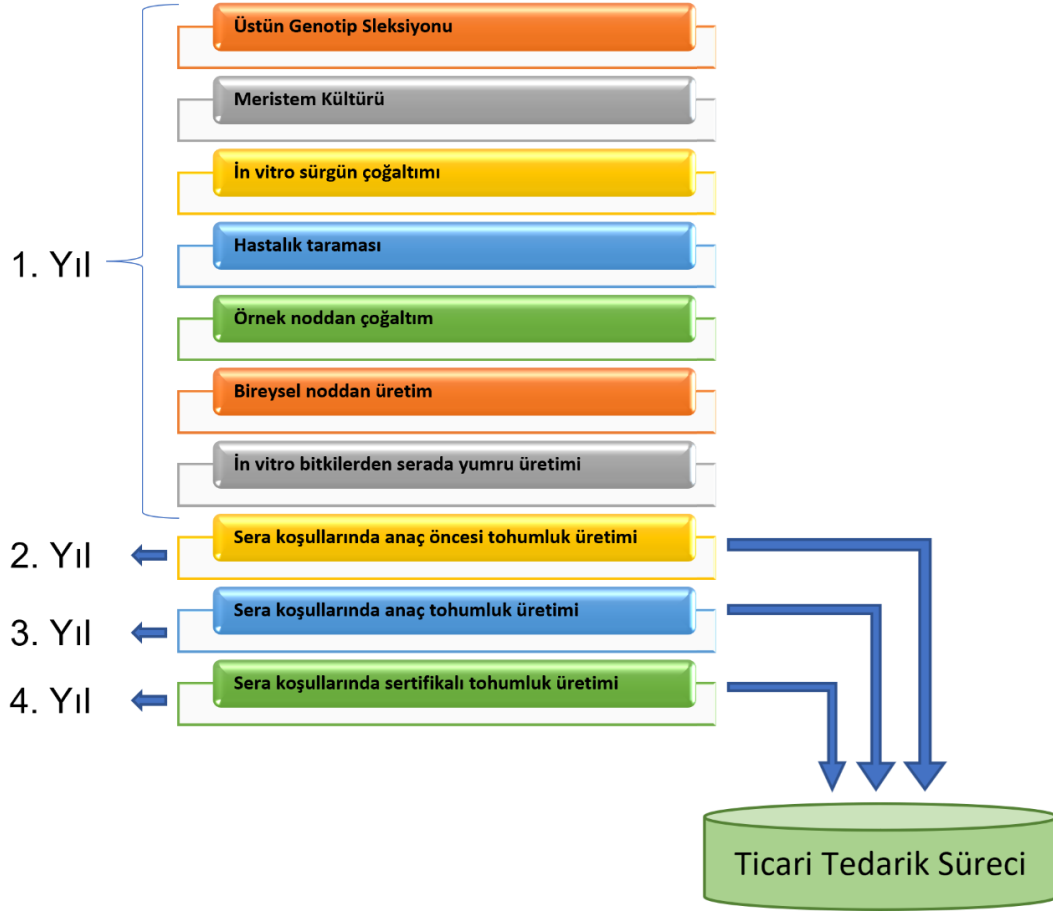 Üstün Genotip Sleksiyonu
Meristem Kültürü
İn vitro sürgün çoğaltımı
Hastalık taraması
1. Yıl
Örnek noddan çoğaltım
Bireysel noddan üretim
İn vitro bitkilerden serada yumru üretimi
2. Yıl
Sera koşullarında anaç öncesi tohumluk üretimi
3. Yıl
Sera koşullarında anaç tohumluk üretimi
4. Yıl
Sera koşullarında sertifikalı tohumluk üretimi
Ticari Tedarik Süreci